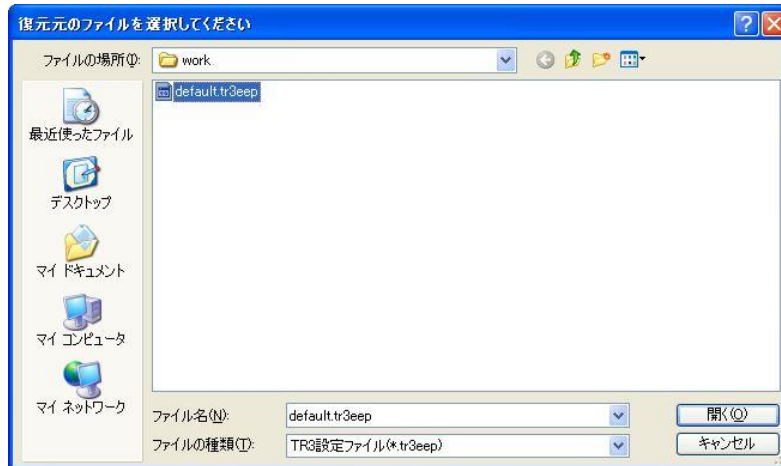 復元元のファイルを選択してください
ファイルの場所(I):
work
default.tr3eep
最近使ったファイル
デスクトップ
マイ ドキュメント
マイ コンピュータ
マイ ネットワーク
ファイル名(N):
default.tr3eep
開く(O)
ファイルの種類(T):
TR3設定ファイル(*.tr3eep)
キャンセル